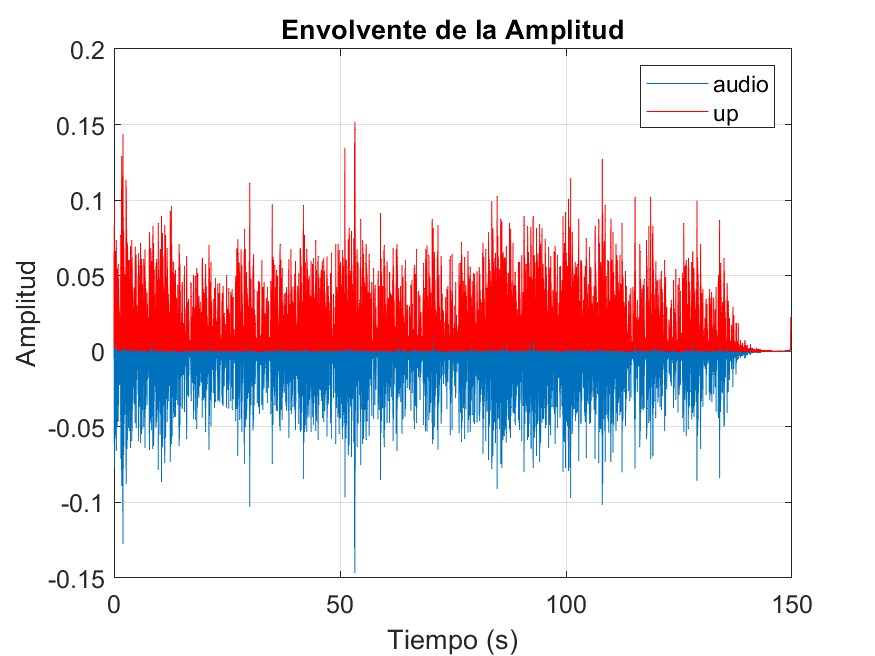 Envolvente de la Amplitud
audio
up
0.2
0.15
0.1
0.05
0
-0.05
-0.1
-0.15
Amplitud
0 50 100 150
Tiempo (s)